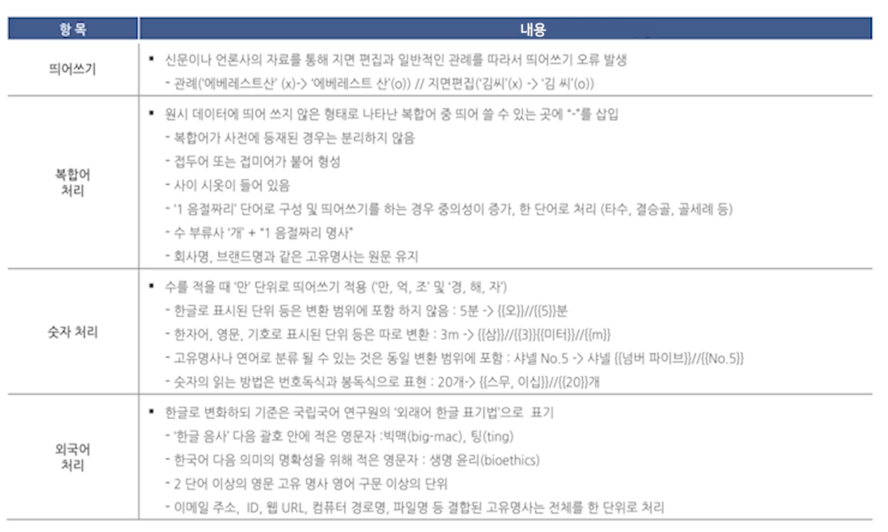 항 목
내용
띄어쓰기
▪ 신문이나 언론사의 자료를 통해 지면 편집과 일반적인 관례를 따라서 띄어쓰기 오류 발생
- 관례('에베레스트산' (x)-> '에베레스트 산'(o)) // 지면편집('김씨'(x) -> '김 씨'(o))
복합어
처리
▪ 원시 데이터에 띄어 쓰지 않은 형태로 나타난 복합어 중 띄어 쓸 수 있는 곳에 "-"를 삽입
- 복합어가 사전에 등재된 경우는 분리하지 않음
- 접두어 또는 접미어가 붙어 형성
- 사이 시옷이 들어 있음
- '1 음절짜리' 단어로 구성 및 띄어쓰기를 하는 경우 중의성이 증가, 한 단어로 처리 (타수, 결승골, 골세례 등)
- 수 부류사 '개' + "1 음절짜리 명사"
- 회사명, 브랜드명과 같은 고유명사는 원문 유지
숫자 처리
▪ 수를 적을 때 '만' 단위로 띄어쓰기 적용 ('만, 억, 조' 및 '경, 해, 자')
- 한글로 표시된 단위 등은 변환 범위에 포함 하지 않음 : 5분 -> {{오}}//{{5}}분
- 한자어, 영문, 기호로 표시된 단위 등은 따로 변환 : 3m -> {{삼}}//{{3}}{{미터}}//{{m}}
- 고유명사나 연어로 분류 될 수 있는 것은 동일 변환 범위에 포함 : 샤넬 No.5 -> 샤넬 {{넘버 파이브}}//{{No.5}}
- 숫자의 읽는 방법은 번호독식과 봉독식으로 표현 : 20개-> {{스무, 이십}}//{{20}}개
외국어
처리
▪ 한글로 변화하되 기준은 국립국어 연구원의 '외래어 한글 표기법'으로 표기
- '한글 음사' 다음 괄호 안에 적은 영문자 :빅맥(big-mac), 팅(ting)
- 한국어 다음 의미의 명확성을 위해 적은 영문자 : 생명 윤리(bioethics)
- 2 단어 이상의 영문 고유 명사 영어 구문 이상의 단위
- 이메일 주소, ID, 웹 URL, 컴퓨터 경로명, 파일명 등 결합된 고유명사는 전체를 한 단위로 처리